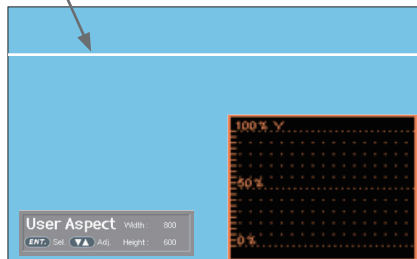 100% Y
50%
User Aspect Width 800
ENT. Sel. ▼▲ Adj. Height : 600
0%